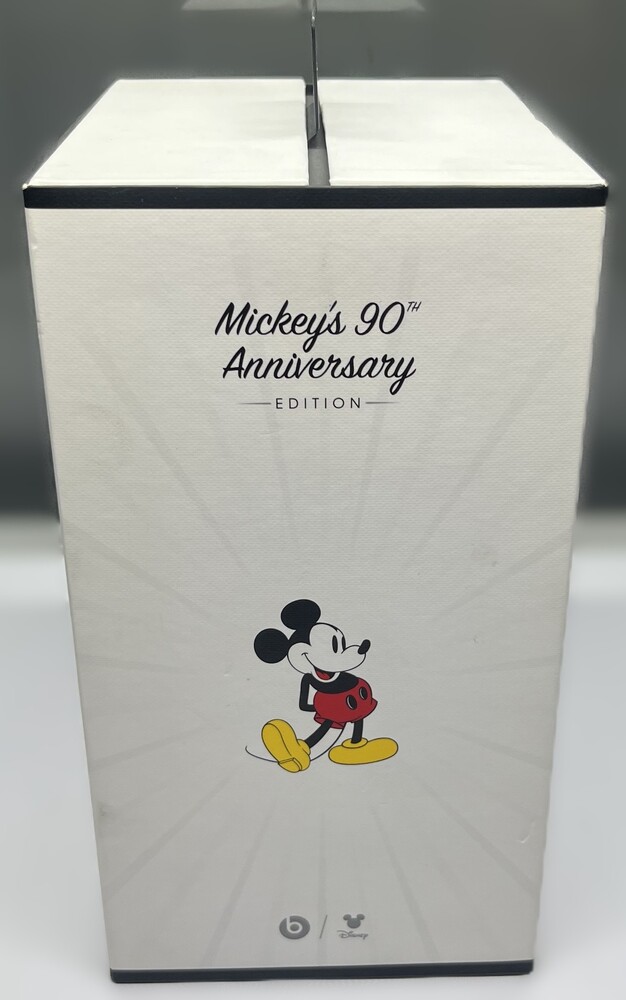 Mickey's 90TH
Anniversary
EDITION
b / Disney